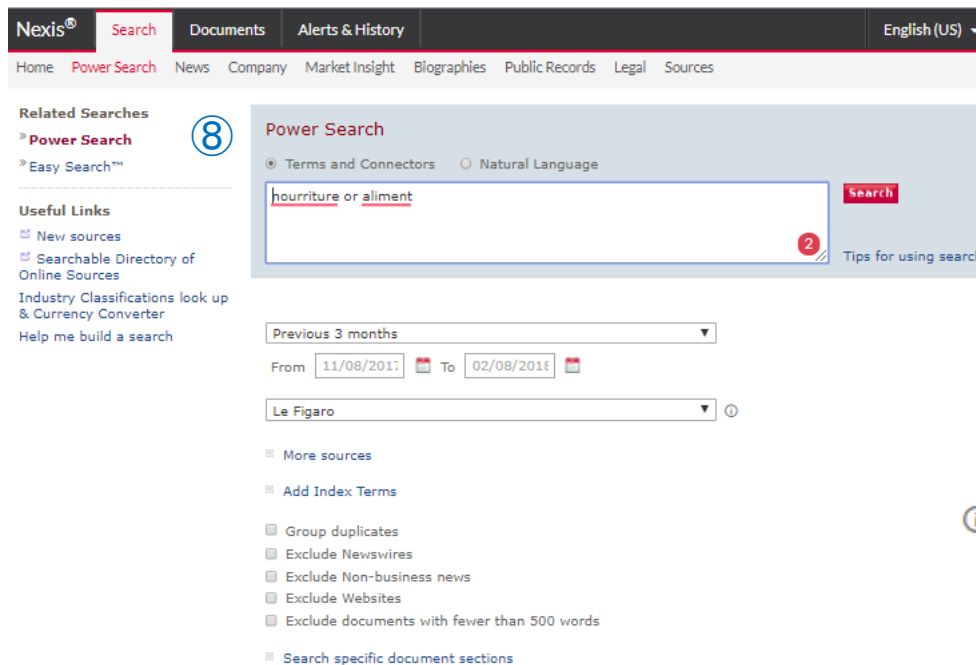 Nexis® Search Documents Alerts & History English (US)
Home Power Search News Company Market Insight Biographies Public Records Legal Sources
Related Searches
»Power Search
»Easy Search™
Useful Links
New sources
Searchable Directory of
Online Sources
Industry Classifications look up
& Currency Converter
Help me build a search
⑧
Power Search
Terms and Connectors Natural Language
nourriture or aliment
2
Search
Tips for using search
Previous 3 months
From 11/08/2017 To 02/08/2018
Le Figaro
More sources
Add Index Terms
Group duplicates
Exclude Newswires
Exclude Non-business news
Exclude Websites
Exclude documents with fewer than 500 words
Search specific document sections